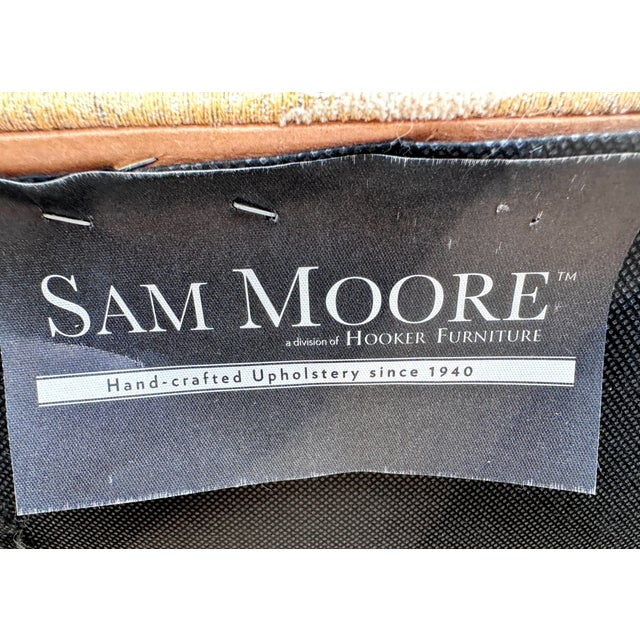 SAM MOORE™
a division of HOOKER FURNITURE
Hand-crafted Upholstery since 1940